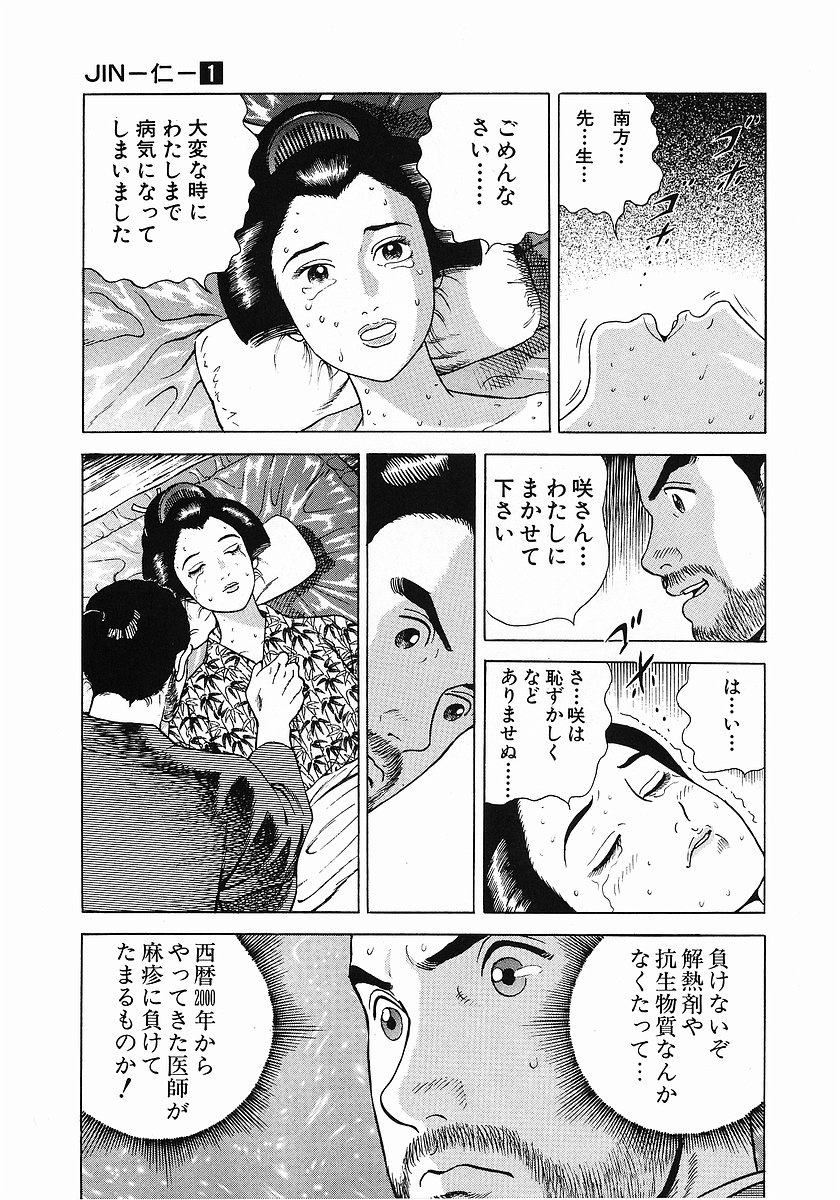 JIN―仁―1
南方…
先…生…
ブ
ル
ブ
ル
ごめんな
さい……
大変な時に
わたしまで
病気になって
しまいました
咲さん…
わたしに
まかせて
下さい
は…い…
さ…咲は
恥ずかしく
など
ありませぬ……
負けないぞ
解熱剤や
抗生物質なんか
なくたって…
西暦2000年から
やってきた医師が
麻疹に負けて
たまるものか！